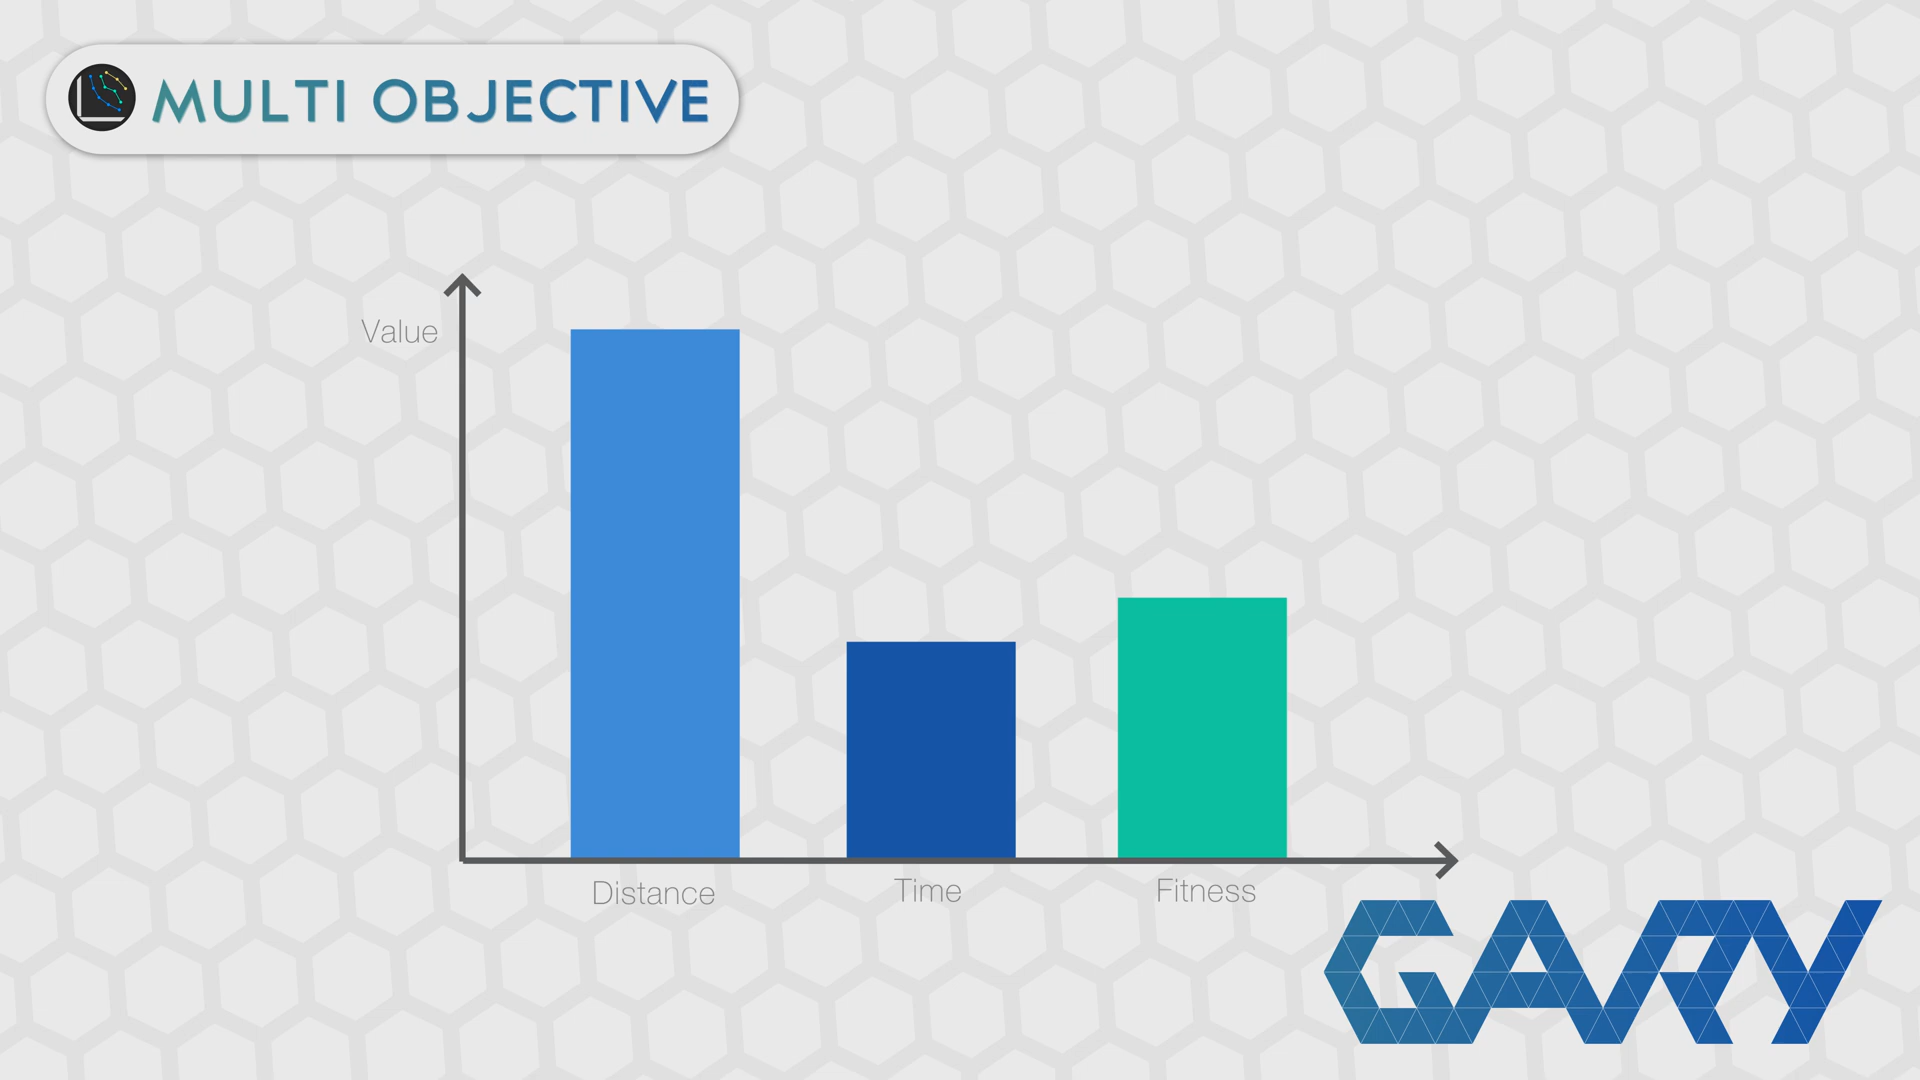 MULTI OBJECTIVE
Value
Distance
Time
Fitness
GARY